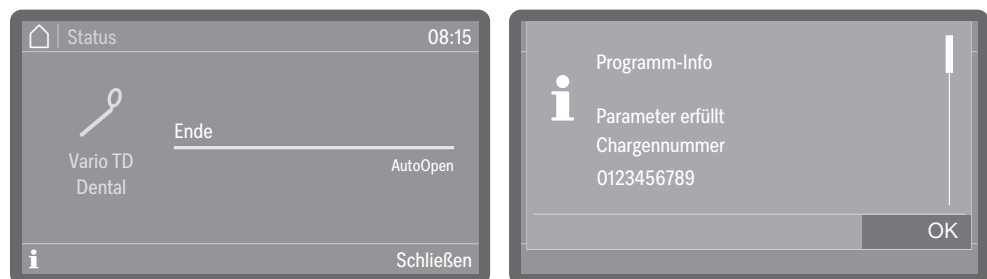 Status 08:15
Ende
AutoOpen
Vario TD
Dental
i Schließen
Programm-Info
i
Parameter erfüllt
Chargennummer
0123456789
OK